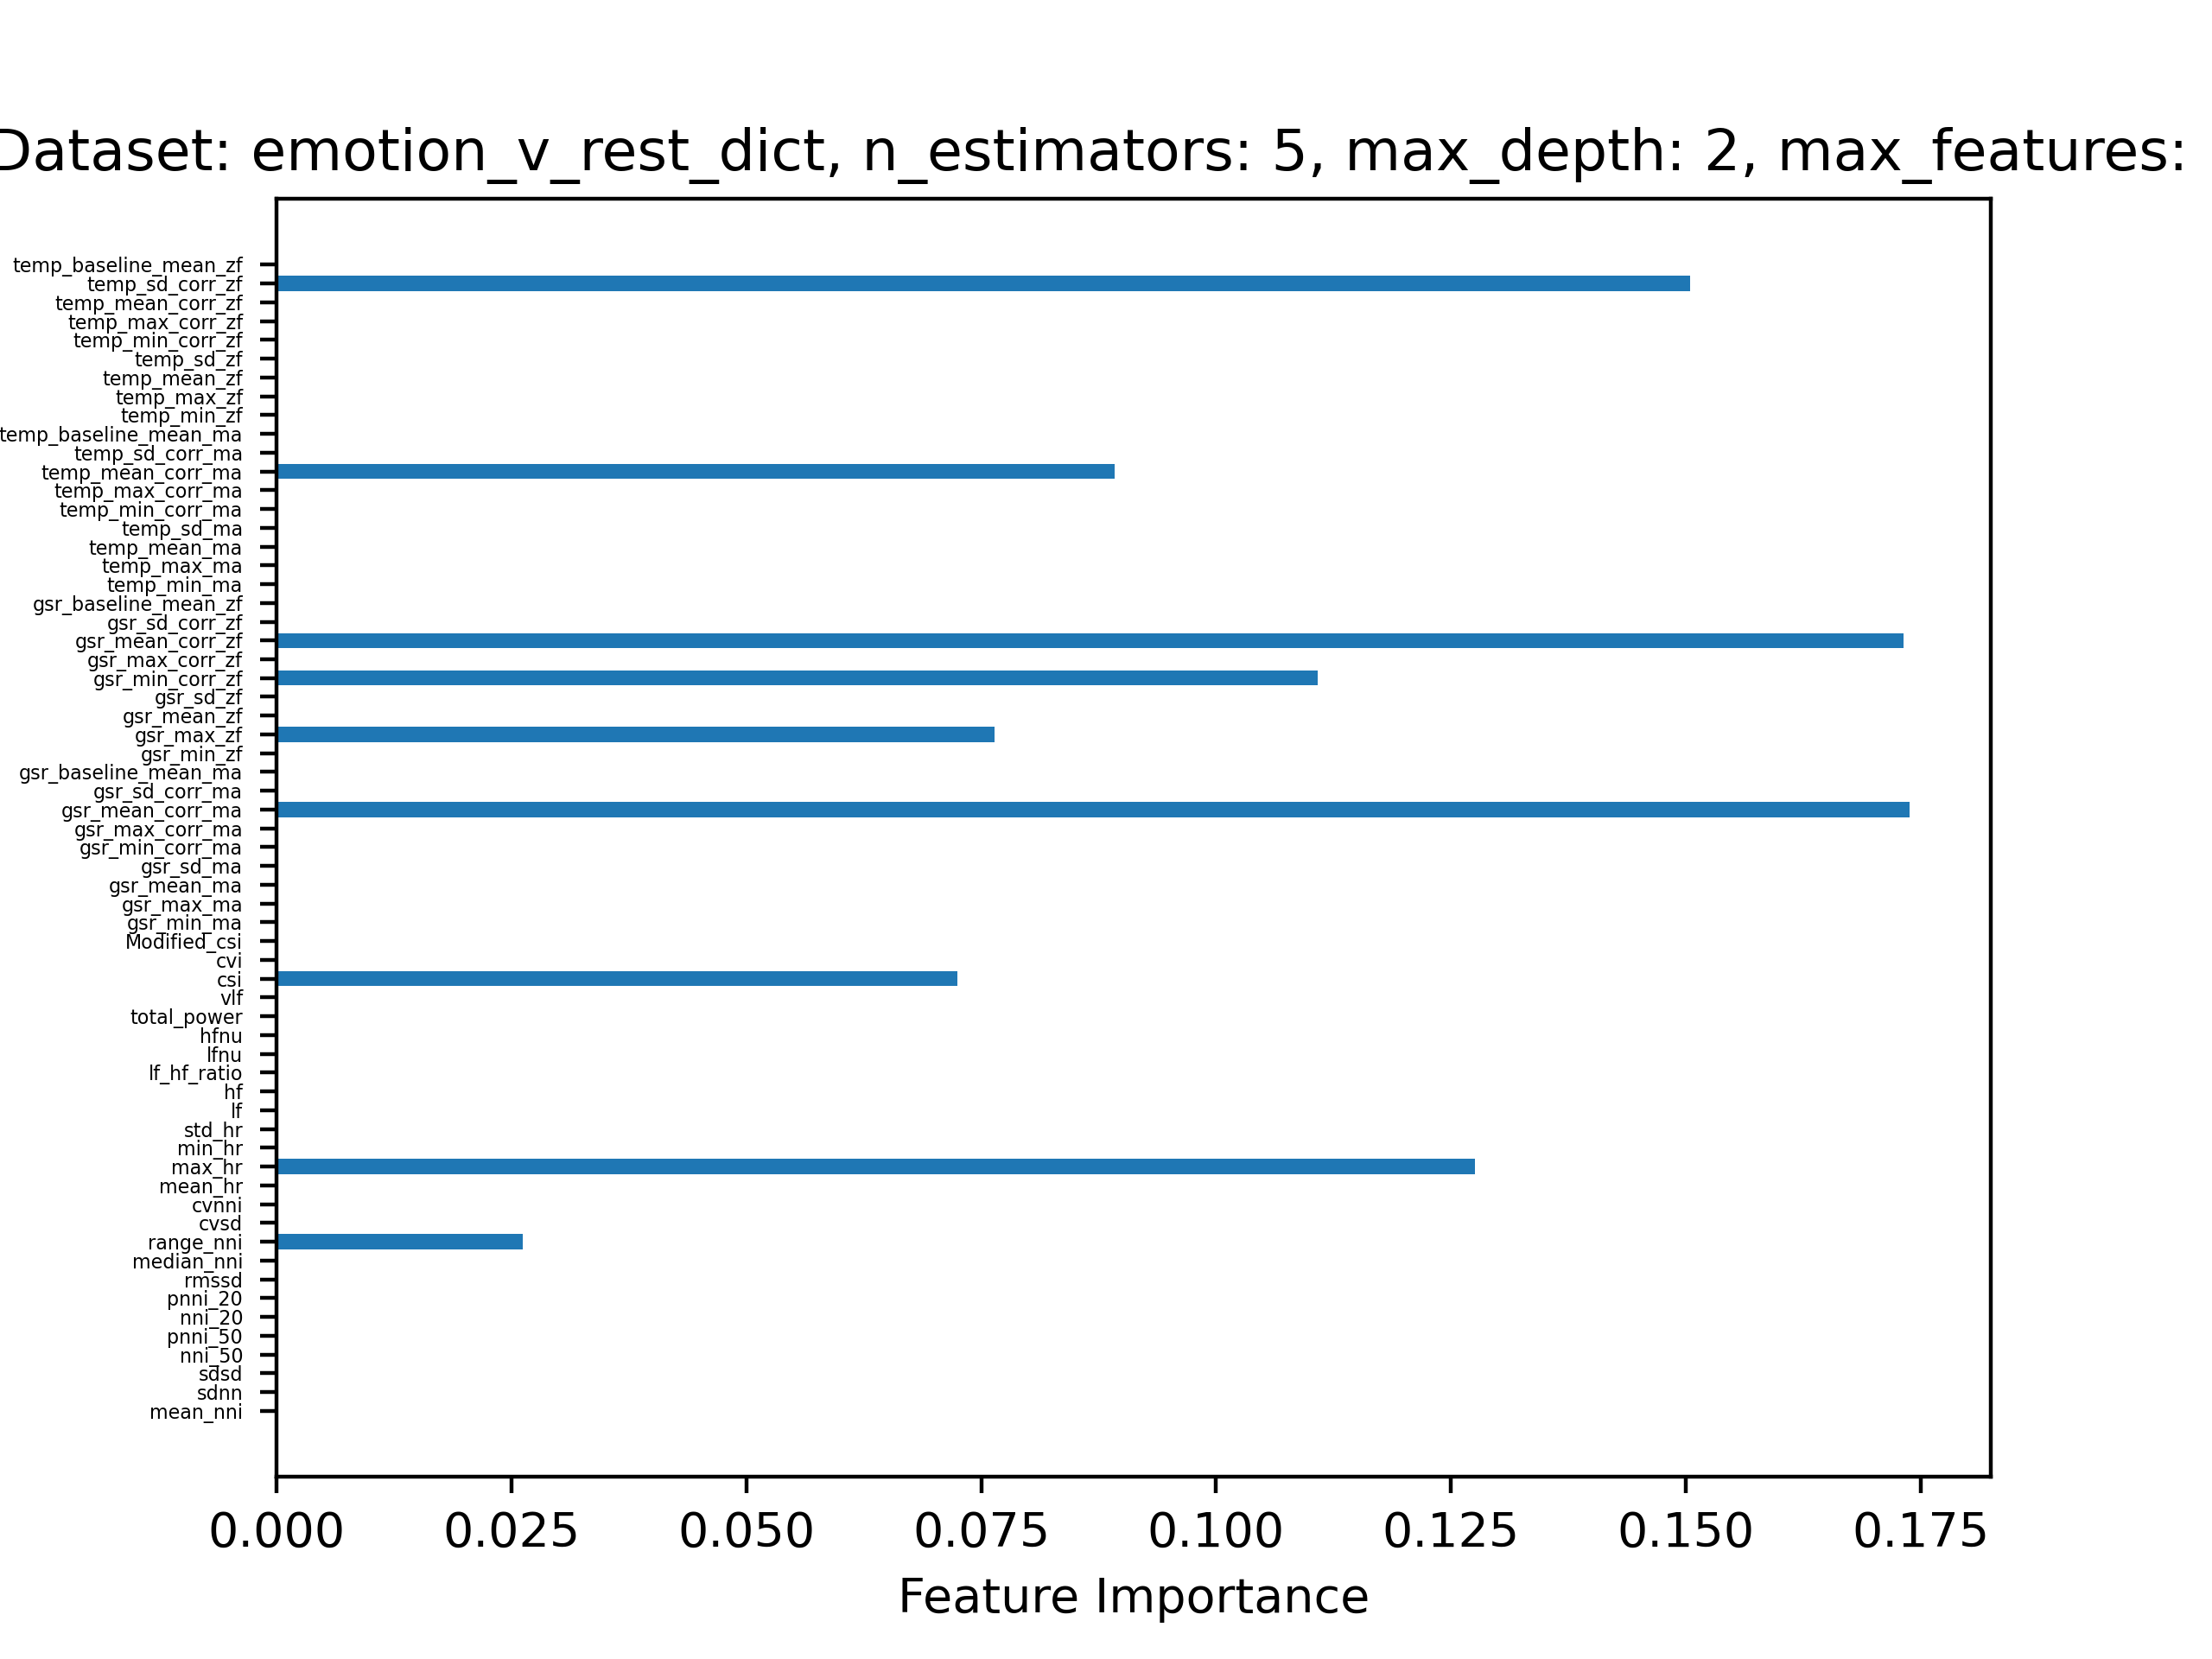 Dataset: emotion_v_rest_dict, n_estimators: 5, max_depth: 2, max_features:
temp_baseline_mean_zf
temp_sd_corr_zf
temp_mean_corr_zf
temp_max_corr_zf
temp_min_corr_zf
temp_sd_zf
temp_mean_zf
temp_max_zf
temp_min_zf
temp_baseline_mean_ma
temp_sd_corr_ma
temp_mean_corr_ma
temp_max_corr_ma
temp_min_corr_ma
temp_sd_ma
temp_mean_ma
temp_max_ma
temp_min_ma
gsr_baseline_mean_zf
gsr_sd_corr_zf
gsr_mean_corr_zf
gsr_max_corr_zf
gsr_min_corr_zf
gsr_sd_zf
gsr_mean_zf
gsr_max_zf
gsr_min_zf
gsr_baseline_mean_ma
gsr_sd_corr_ma
gsr_mean_corr_ma
gsr_max_corr_ma
gsr_min_corr_ma
gsr_sd_ma
gsr_mean_ma
gsr_max_ma
gsr_min_ma
Modified_csi
cvi
csi
vlf
total_power
hfnu
lfnu
lf_hf_ratio
hf
lf
std_hr
min_hr
max_hr
mean_hr
cvnni
cvsd
range_nni
median_nni
rmssd
pnni_20
nni_20
pnni_50
nni_50
sdsd
sdnn
mean_nni
0.000 0.025 0.050 0.075 0.100 0.125 0.150 0.175
Feature Importance